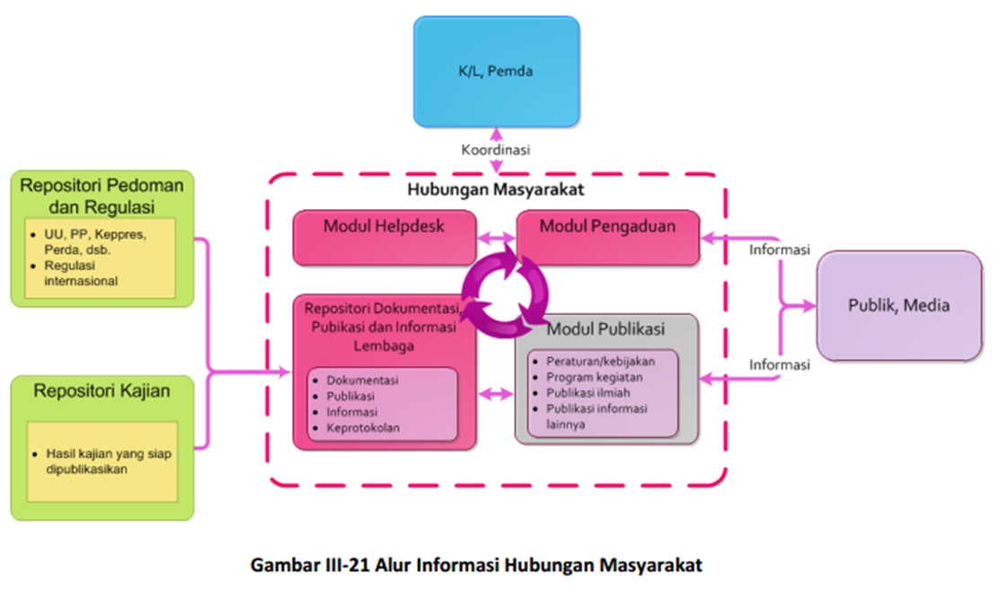 K/L, Pemda
Koordinasi
Repositori Pedoman
dan Regulasi
• UU, PP, Keppres,
Perda, dsb.
• Regulasi
internasional
Repositori Kajian
• Hasil kajian yang siap
dipublikasikan
Hubungan Masyarakat
Modul Helpdesk
Modul Pengaduan
Repositori Dokumentasi,
Pubikasi dan Informasi
Lembaga
• Dokumentasi
• Publikasi
• Informasi
• Keprotokolan
Modul Publikasi
• Peraturan/kebijakan
• Program kegiatan
• Publikasi ilmiah
• Publikasi informasi
lainnya
Informasi
Informasi
Publik, Media
Gambar III-21 Alur Informasi Hubungan Masyarakat